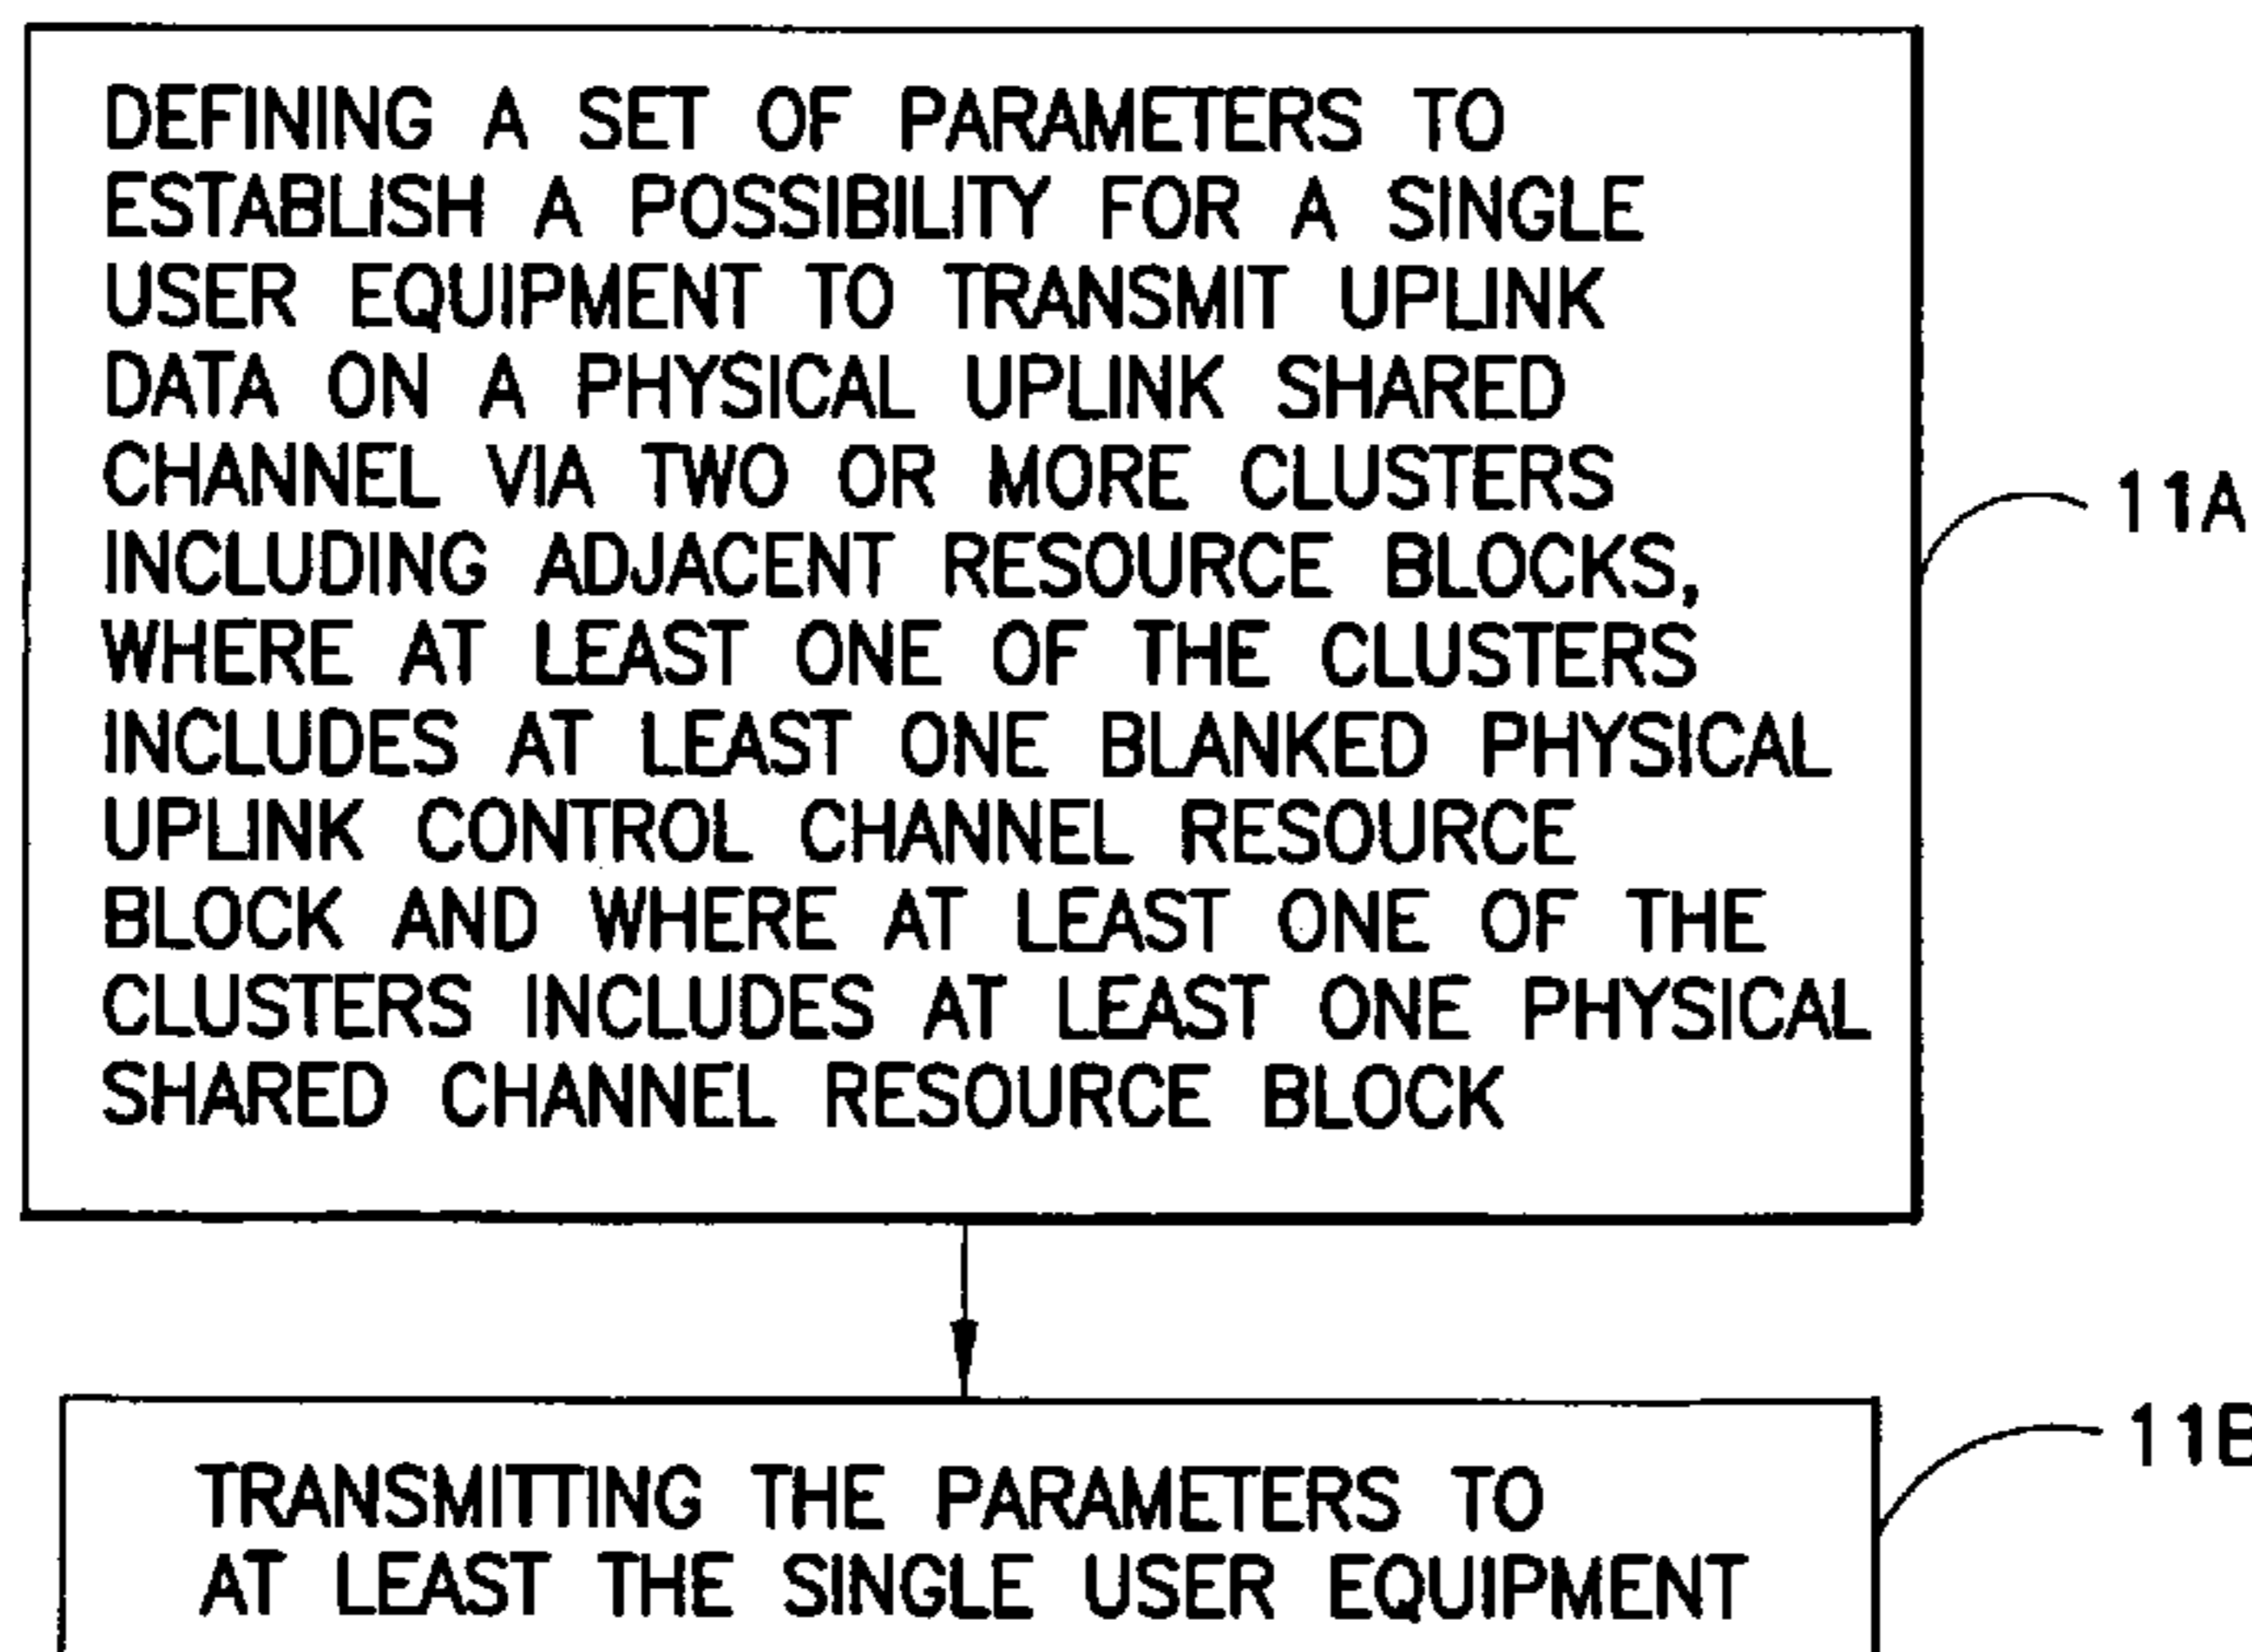 DEFINING A SET OF PARAMETERS TO
ESTABLISH A POSSIBILITY FOR A SINGLE
USER EQUIPMENT TO TRANSMIT UPLINK
DATA ON A PHYSICAL UPLINK SHARED
CHANNEL VIA TWO OR MORE CLUSTERS
INCLUDING ADJACENT RESOURCE BLOCKS,
WHERE AT LEAST ONE OF THE CLUSTERS
INCLUDES AT LEAST ONE BLANKED PHYSICAL
UPLINK CONTROL CHANNEL RESOURCE
BLOCK AND WHERE AT LEAST ONE OF THE
CLUSTERS INCLUDES AT LEAST ONE PHYSICAL
SHARED CHANNEL RESOURCE BLOCK
11A
TRANSMITTING THE PARAMETERS TO
AT LEAST THE SINGLE USER EQUIPMENT
11B